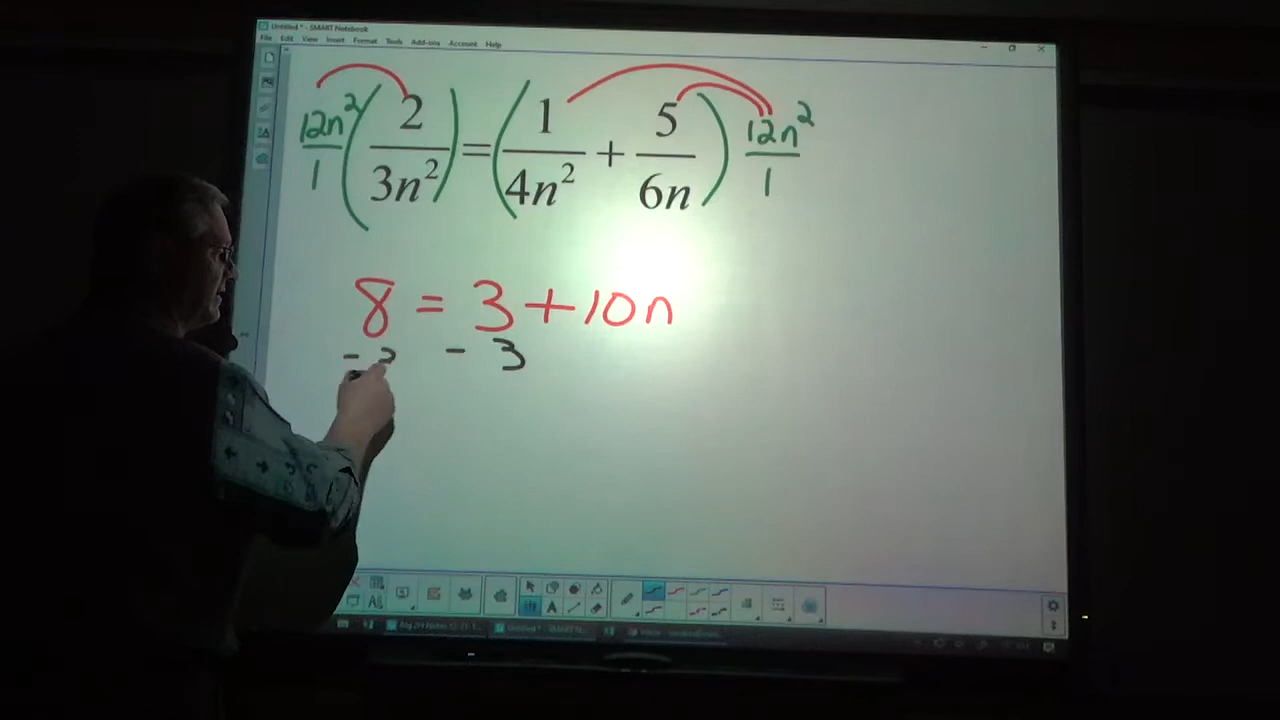 Untitled * - SMART Notebook
File Edit View Insert Format Tools Add-ons Account Help
12n²/1 (2/3n²) = (1/4n² + 5/6n) 12n²/1
8 = 3 + 10n
- 3 - 3